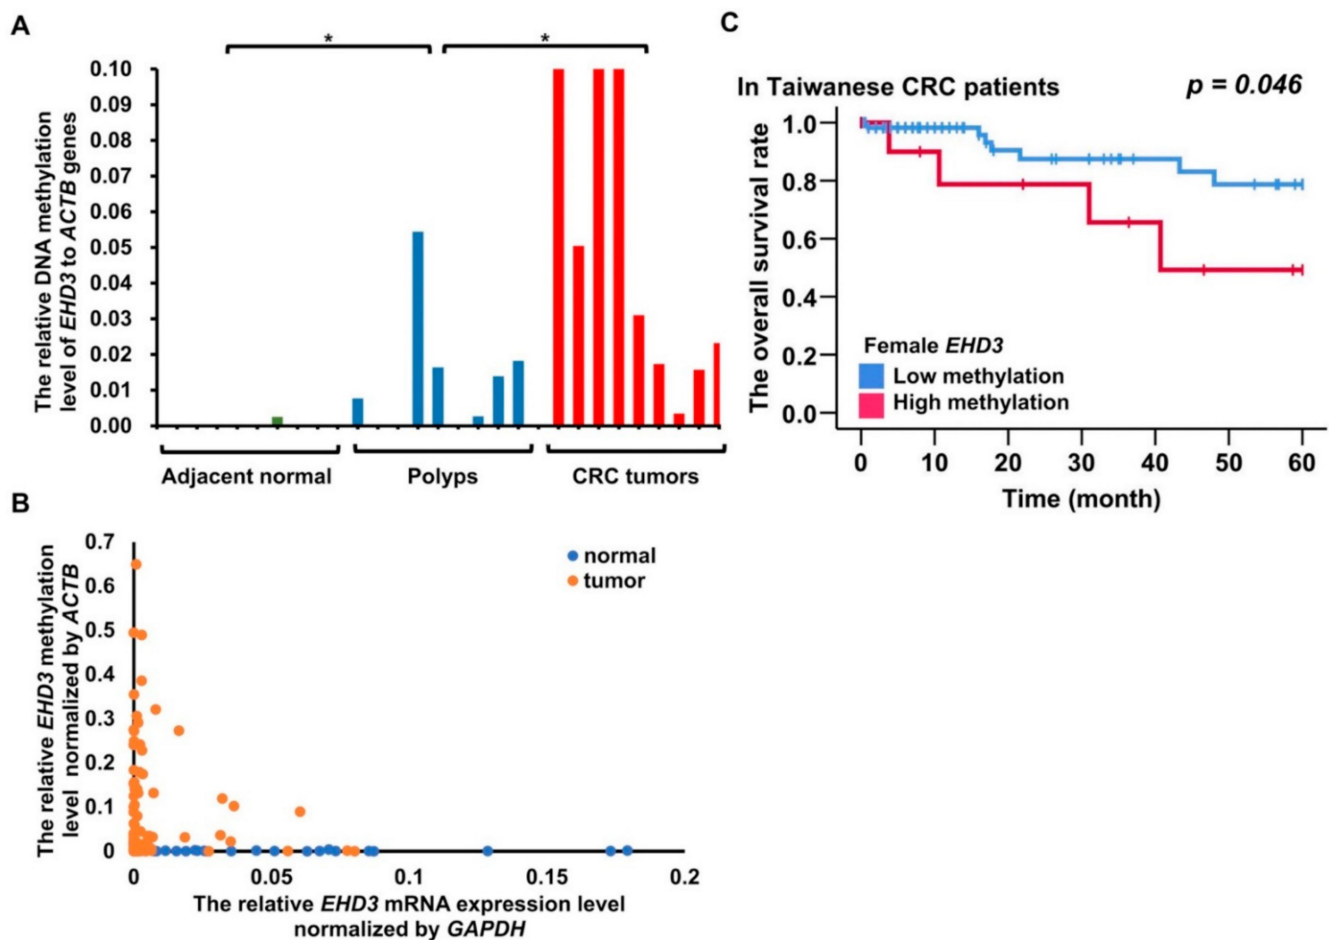 A
*
*
The relative DNA methylation
level of EHD3 to ACTB genes
0.10
0.09
0.08
0.07
0.06
0.05
0.04
0.03
0.02
0.01
0.00
Adjacent normal
Polyps
CRC tumors
C
In Taiwanese CRC patients
p = 0.046
The overall survival rate
1.0
0.8
0.6
0.4
0.2
0.0
Female EHD3
Low methylation
High methylation
0 10 20 30 40 50 60
Time (month)
B
The relative EHD3 methylation
level normalized by ACTB
0.7
0.6
0.5
0.4
0.3
0.2
0.1
0
normal
tumor
0 0.05 0.1 0.15 0.2
The relative EHD3 mRNA expression level
normalized by GAPDH